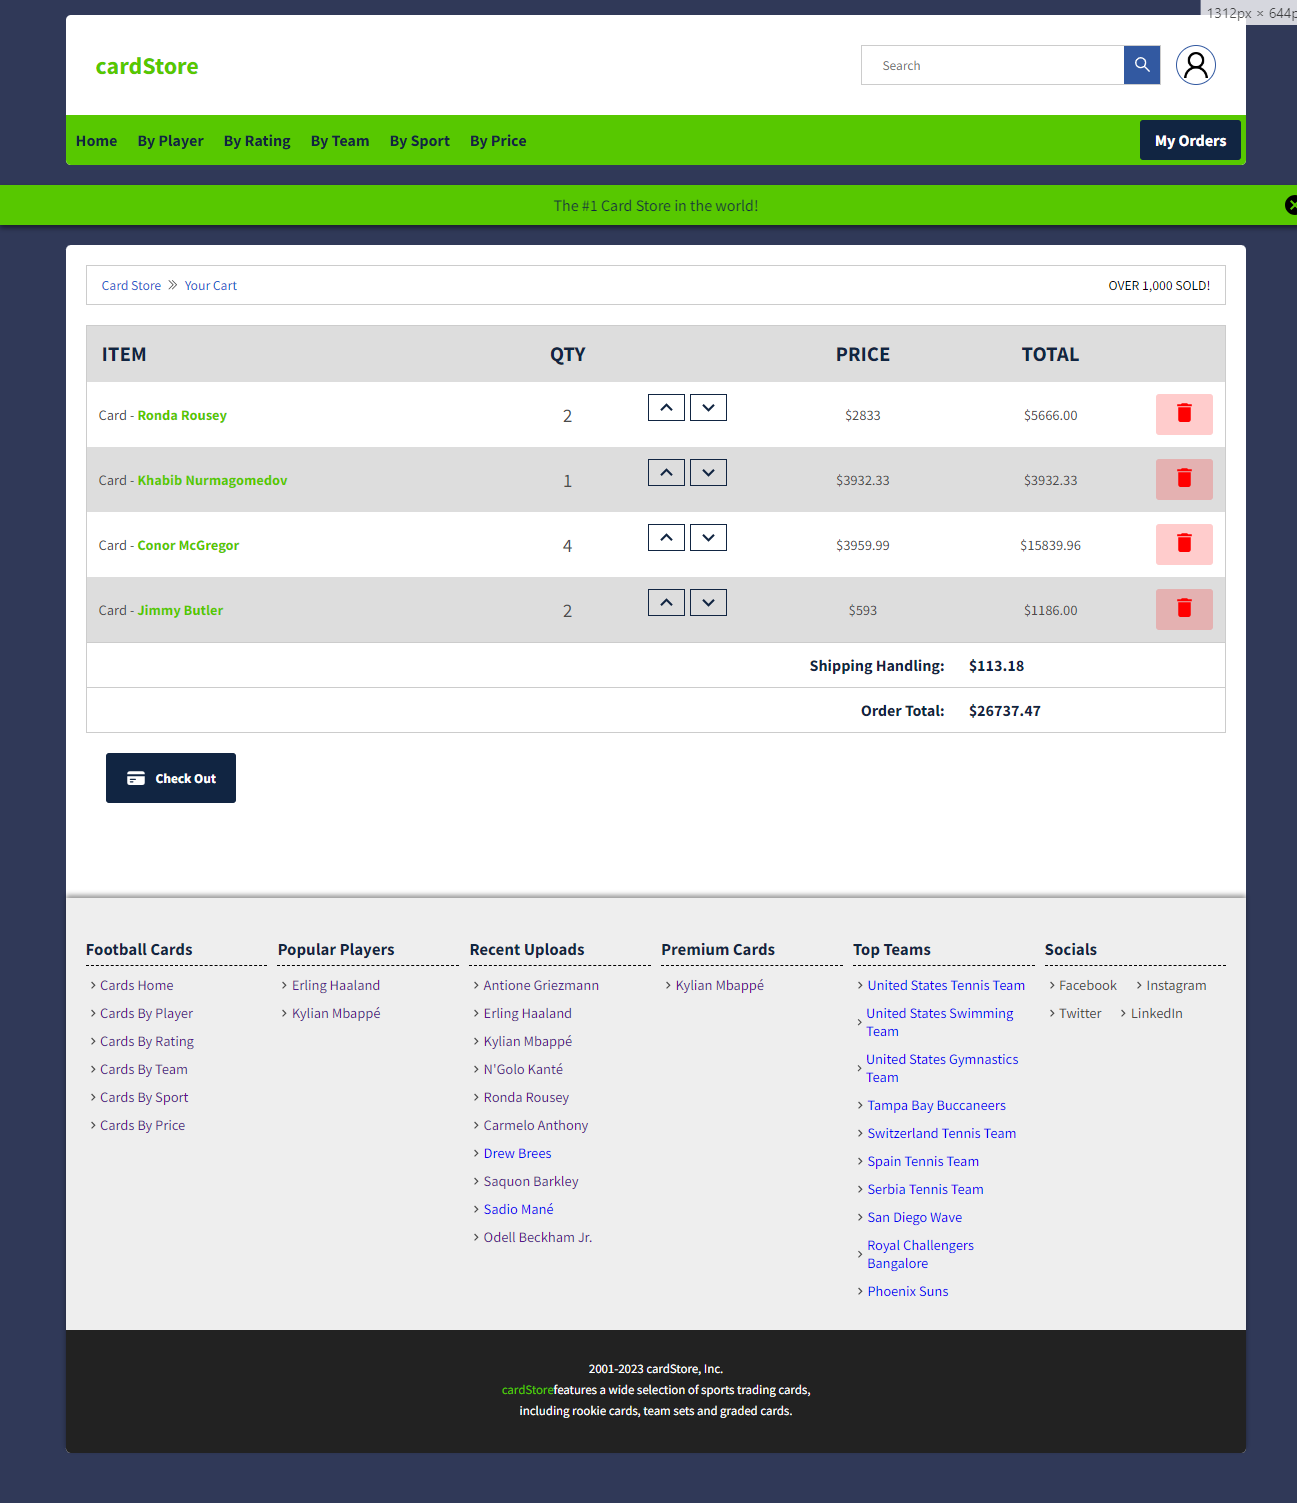 1312px × 644p
cardStore
Search
Home By Player By Rating By Team By Sport By Price My Orders
The #1 Card Store in the world!
Card Store Your Cart OVER 1,000 SOLD!
ITEM QTY PRICE TOTAL
Card - Ronda Rousey 2 $2833 $5666.00
Card - Khabib Nurmagomedov 1 $3932.33 $3932.33
Card - Conor McGregor 4 $3959.99 $15839.96
Card - Jimmy Butler 2 $593 $1186.00
Shipping Handling: $113.18
Order Total: $26737.47
Check Out
Football Cards
Cards Home
Cards By Player
Cards By Rating
Cards By Team
Cards By Sport
Cards By Price
Popular Players
Erling Haaland
Kylian Mbappé
Recent Uploads
Antione Griezmann
Erling Haaland
Kylian Mbappé
N'Golo Kanté
Ronda Rousey
Carmelo Anthony
Drew Brees
Saquon Barkley
Sadio Mané
Odell Beckham Jr.
Premium Cards
Kylian Mbappé
Top Teams
United States Tennis Team
United States Swimming
Team
United States Gymnastics
Team
Tampa Bay Buccaneers
Switzerland Tennis Team
Spain Tennis Team
Serbia Tennis Team
San Diego Wave
Royal Challengers
Bangalore
Phoenix Suns
Socials
Facebook Instagram
Twitter LinkedIn
2001-2023 cardStore, Inc.
cardStorefeatures a wide selection of sports trading cards,
including rookie cards, team sets and graded cards.